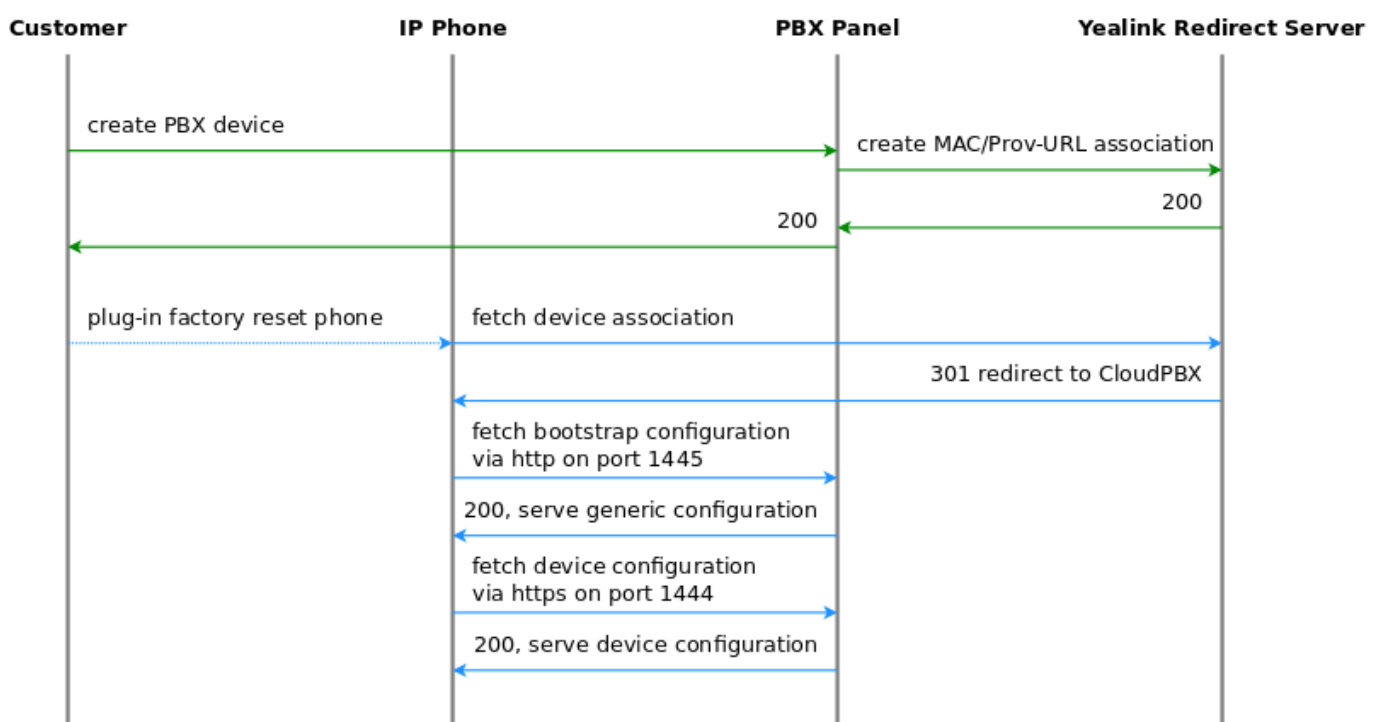 Customer
IP Phone
PBX Panel
Yealink Redirect Server
create PBX device
create MAC/Prov-URL association
200
200
plug-in factory reset phone
fetch device association
301 redirect to CloudPBX
fetch bootstrap configuration
via http on port 1445
200, serve generic configuration
fetch device configuration
via https on port 1444
200, serve device configuration